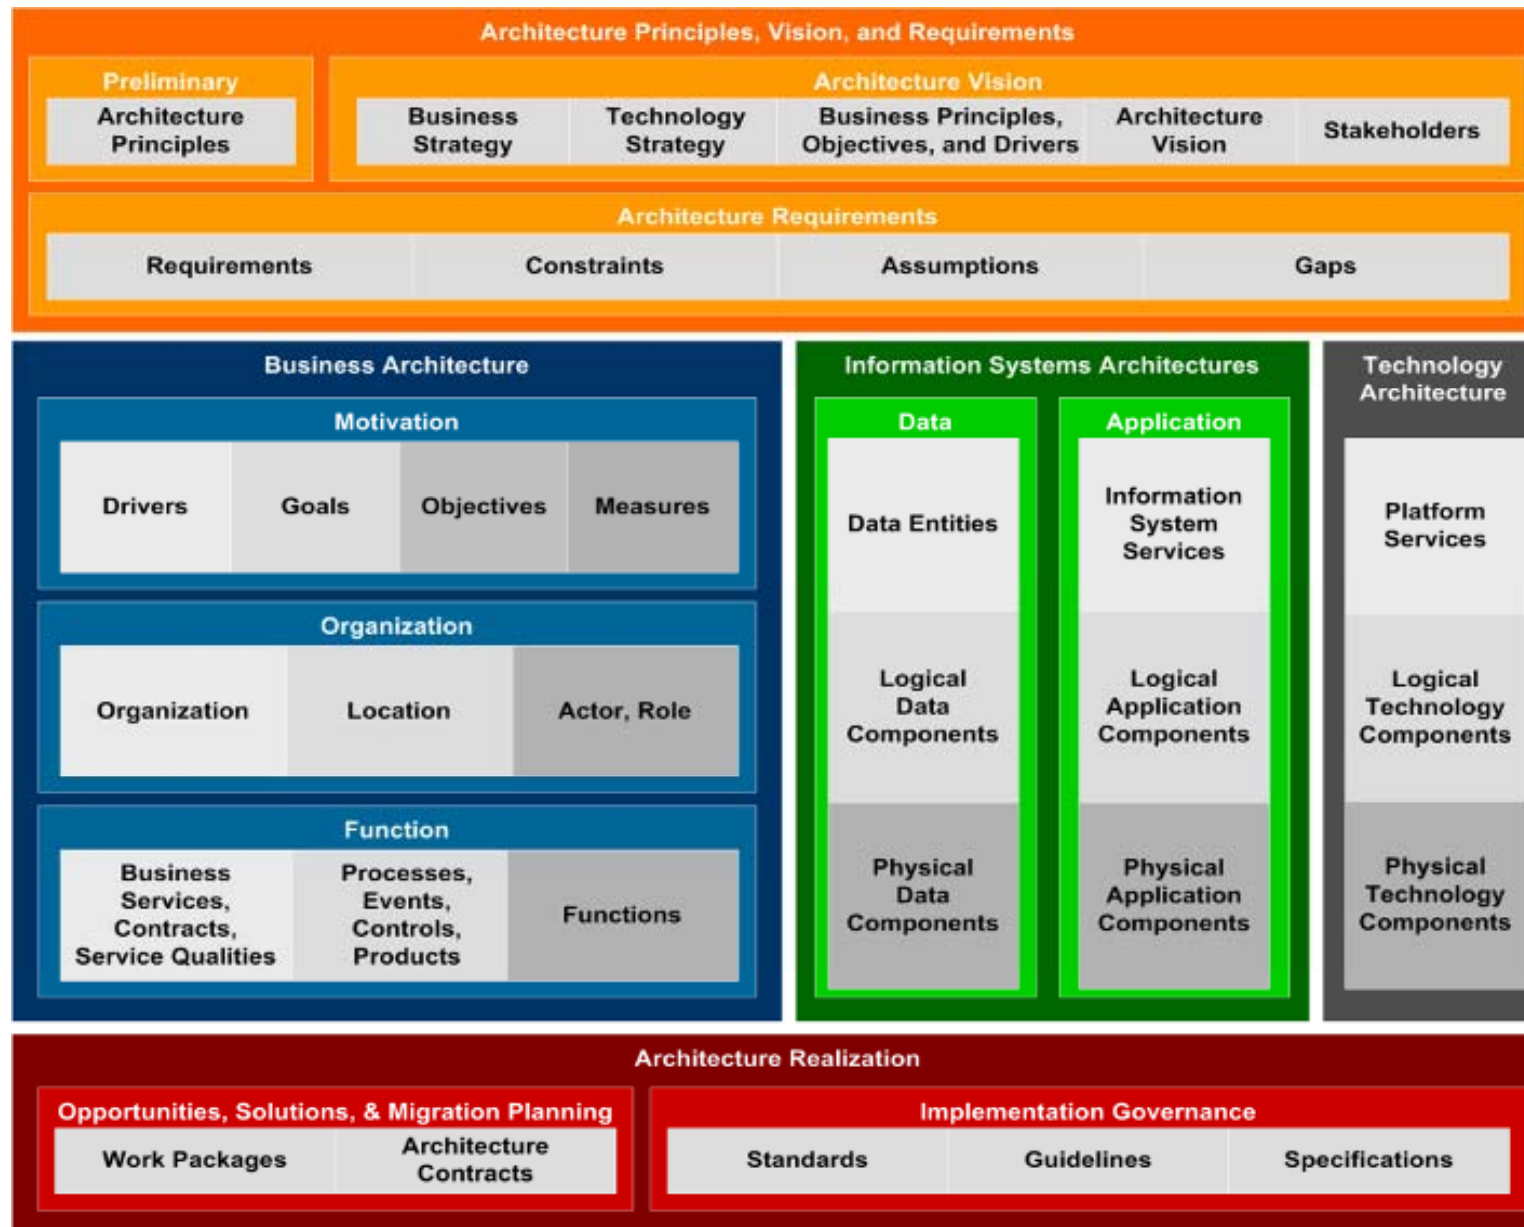 Architecture Principles, Vision, and Requirements
Preliminary
Architecture
Principles
Architecture Vision
Business
Strategy
Technology
Strategy
Business Principles,
Objectives, and Drivers
Architecture
Vision
Stakeholders
Architecture Requirements
Requirements
Constraints
Assumptions
Gaps
Business Architecture
Motivation
Drivers
Goals
Objectives
Measures
Organization
Organization
Location
Actor, Role
Function
Business
Services,
Contracts,
Service Qualities
Processes,
Events,
Controls,
Products
Functions
Information Systems Architectures
Data
Data Entities
Logical
Data
Components
Physical
Data
Components
Application
Information
System
Services
Logical
Application
Components
Physical
Application
Components
Technology
Architecture
Platform
Services
Logical
Technology
Components
Physical
Technology
Components
Architecture Realization
Opportunities, Solutions, & Migration Planning
Work Packages
Architecture
Contracts
Implementation Governance
Standards
Guidelines
Specifications